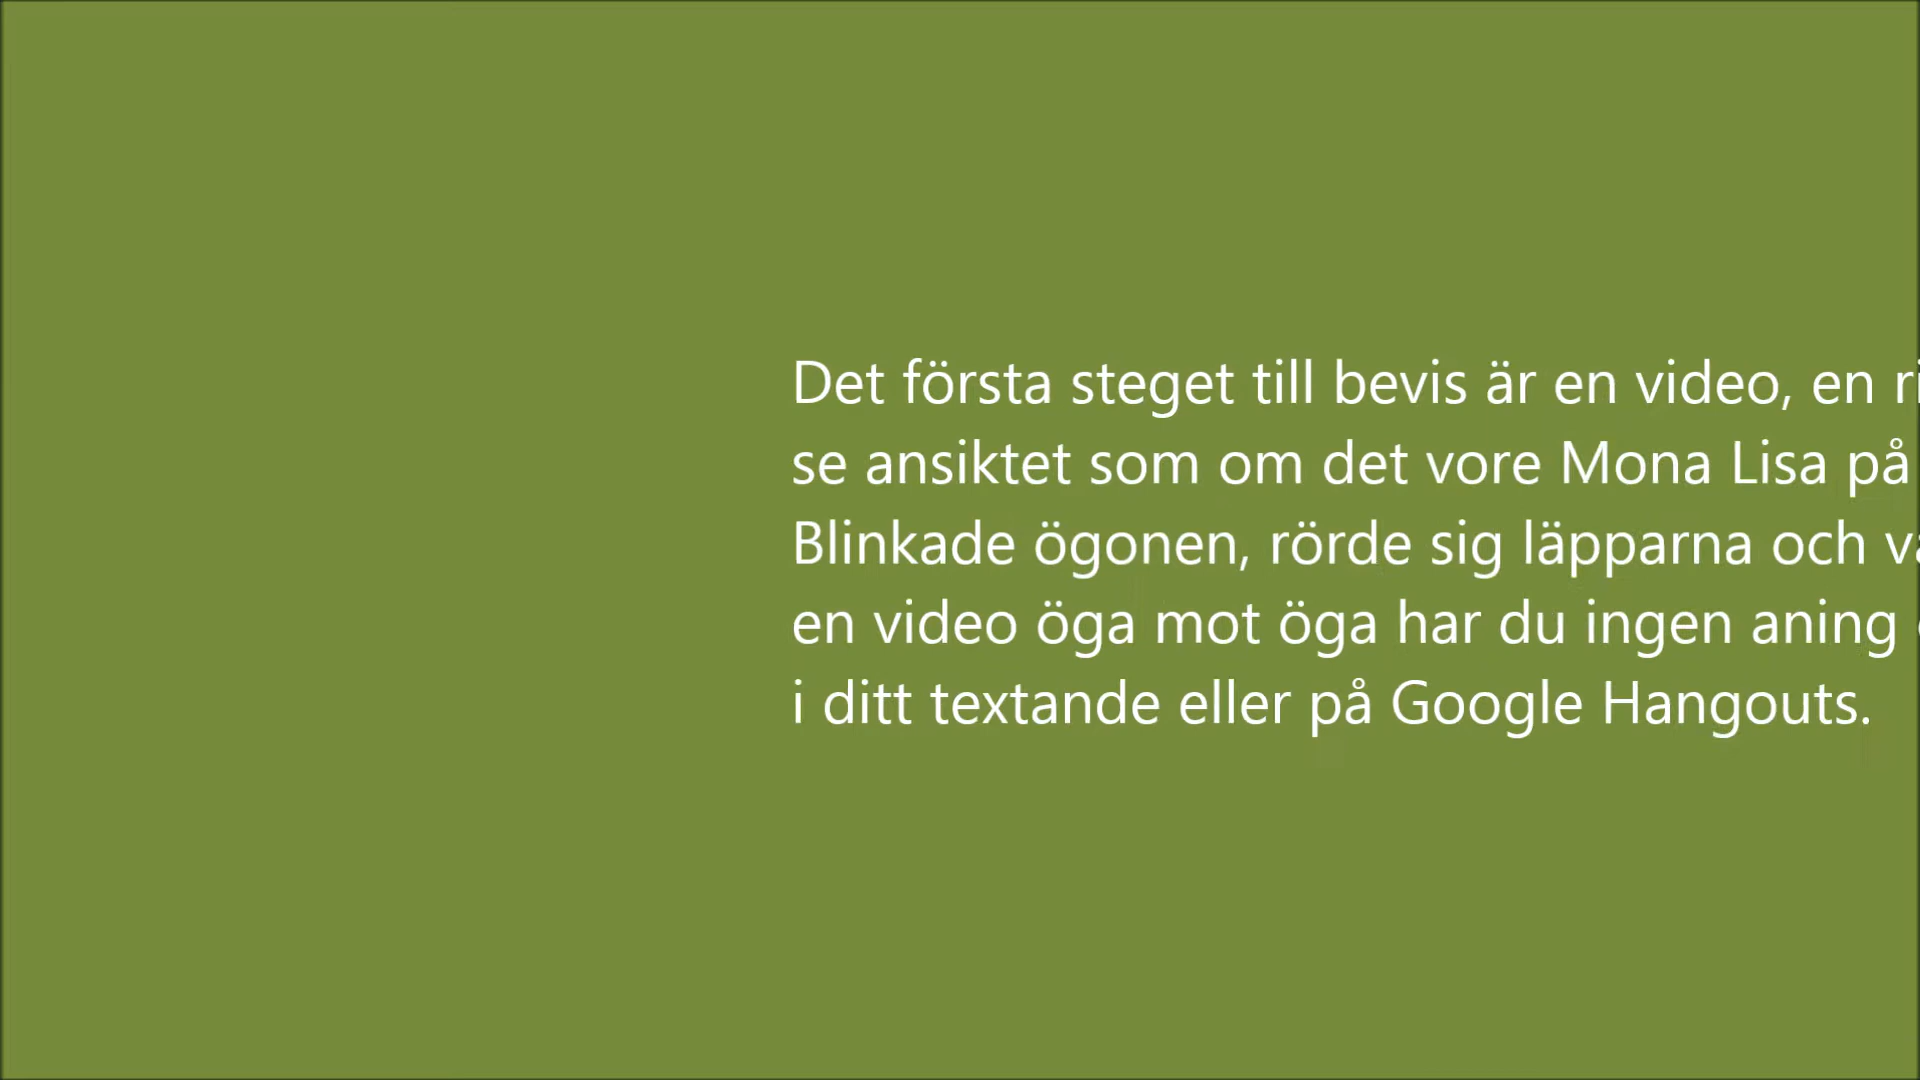 Det första steget till bevis är en video, en
se ansiktet som om det vore Mona Lisa på
Blinkade ögonen, rörde sig läpparna och
en video öga mot öga har du ingen aning
i ditt textande eller på Google Hangouts.